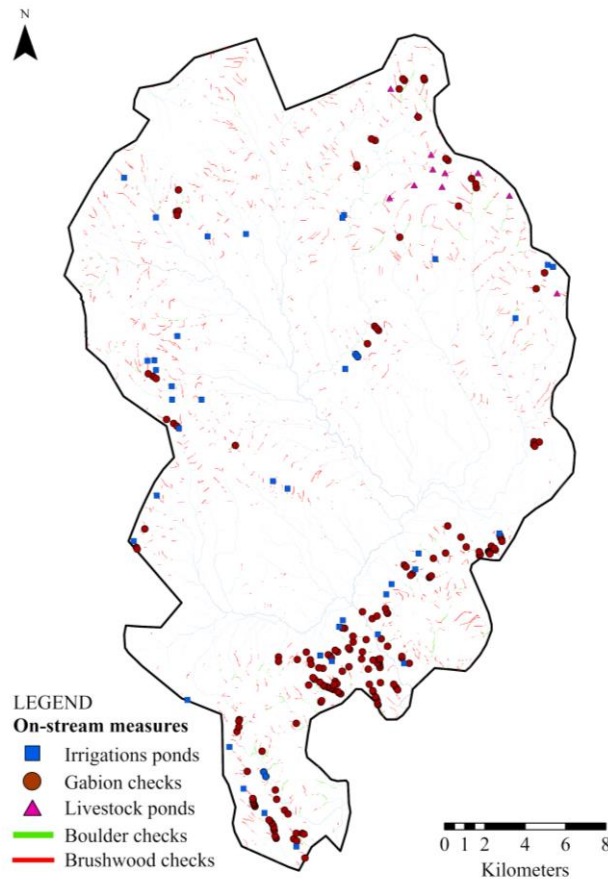 N
LEGEND
On-stream measures
Irrigations ponds
Gabion checks
Livestock ponds
Boulder checks
Brushwood checks
0 1 2 4 6 8
Kilometers